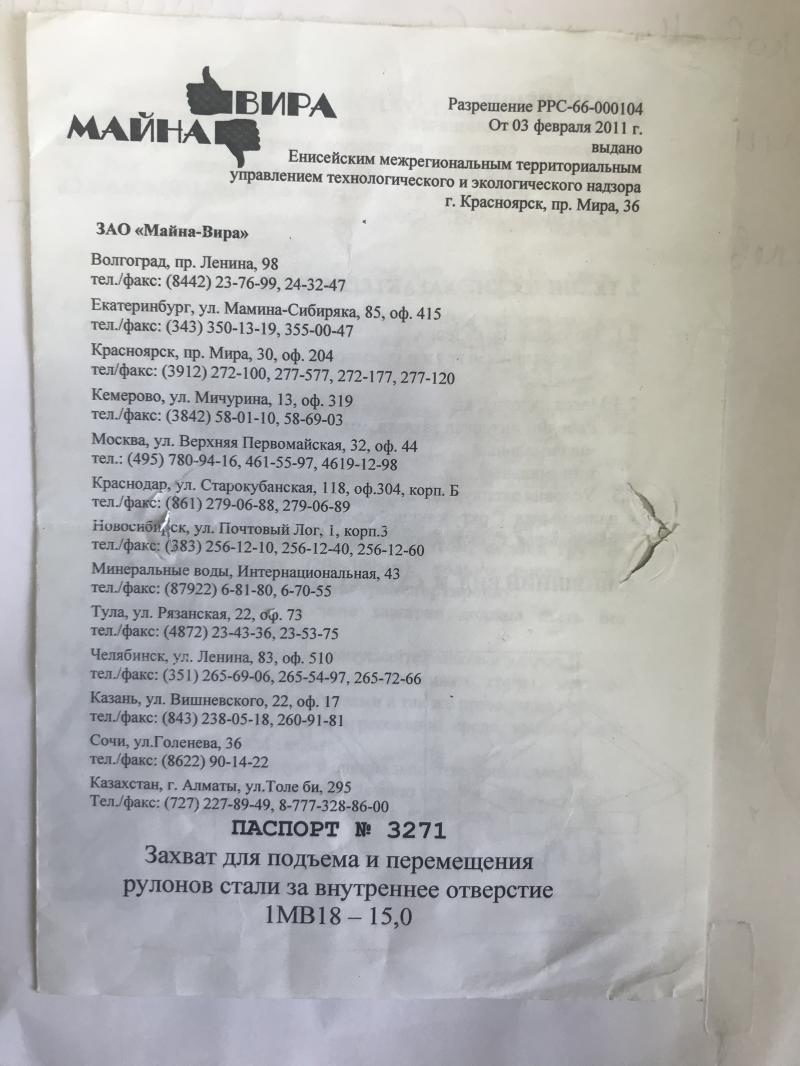 ВИРА
МАЙНА
Разрешение РРС-66-000104
От 03 февраля 2011 г.
выдано
Енисейским межрегиональным территориальным
управлением технологического и экологического надзора
г. Красноярск, пр. Мира, 36
ЗАО «Майна-Вира»
Волгоград, пр. Ленина, 98
тел./факс: (8442) 23-76-99, 24-32-47
Екатеринбург, ул. Мамина-Сибиряка, 85, оф. 415
тел./факс: (343) 350-13-19, 355-00-47
Красноярск, пр. Мира, 30, оф. 204
тел/факс: (3912) 272-100, 277-577, 272-177, 277-120
Кемерово, ул. Мичурина, 13, оф. 319
тел./факс: (3842) 58-01-10, 58-69-03
Москва, ул. Верхняя Первомайская, 32, оф. 44
тел.: (495) 780-94-16, 461-55-97, 4619-12-98
Краснодар, ул. Старокубанская, 118, оф.304, корп. Б
тел./факс: (861) 279-06-88, 279-06-89
Новосибирск, ул. Почтовый Лог, 1, корп.3
тел./факс: (383) 256-12-10, 256-12-40, 256-12-60
Минеральные воды, Интернациональная, 43
тел./факс: (87922) 6-81-80, 6-70-55
Тула, ул. Рязанская, 22, оф. 73
тел./факс: (4872) 23-43-36, 23-53-75
Челябинск, ул. Ленина, 83, оф. 510
тел./факс: (351) 265-69-06, 265-54-97, 265-72-66
Казань, ул. Вишневского, 22, оф. 17
тел./факс: (843) 238-05-18, 260-91-81
Сочи, ул.Голенева, 36
тел./факс: (8622) 90-14-22
Казахстан, г. Алматы, ул.Толе би, 295
Тел./факс: (727) 227-89-49, 8-777-328-86-00
ПАСПОРТ № 3271
Захват для подъема и перемещения
рулонов стали за внутреннее отверстие
1МВ18 – 15,0